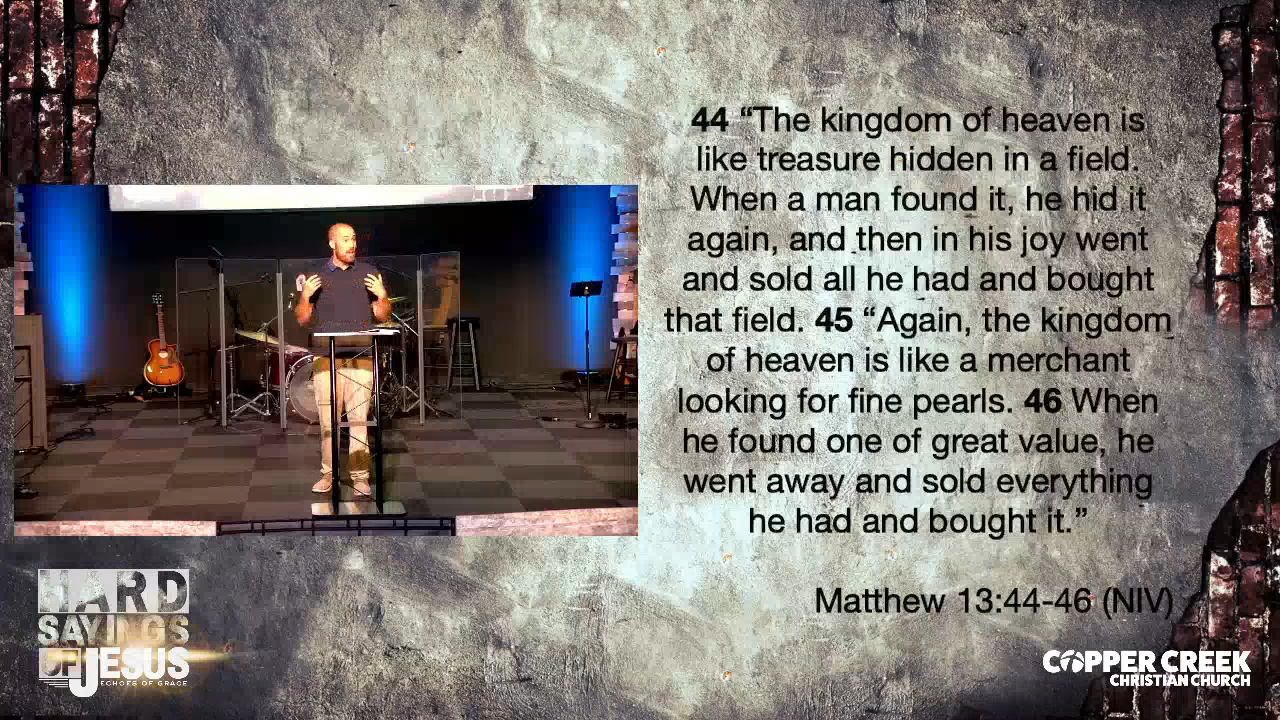 44 “The kingdom of heaven is
like treasure hidden in a field.
When a man found it, he hid it
again, and then in his joy went
and sold all he had and bought
that field. 45 “Again, the kingdom
of heaven is like a merchant
looking for fine pearls. 46 When
he found one of great value, he
went away and sold everything
he had and bought it.”
Matthew 13:44-46 (NIV)
HARD
SAYINGS
OF JESUS
ECHOES OF GRACE
COPPER CREEK
CHRISTIAN CHURCH